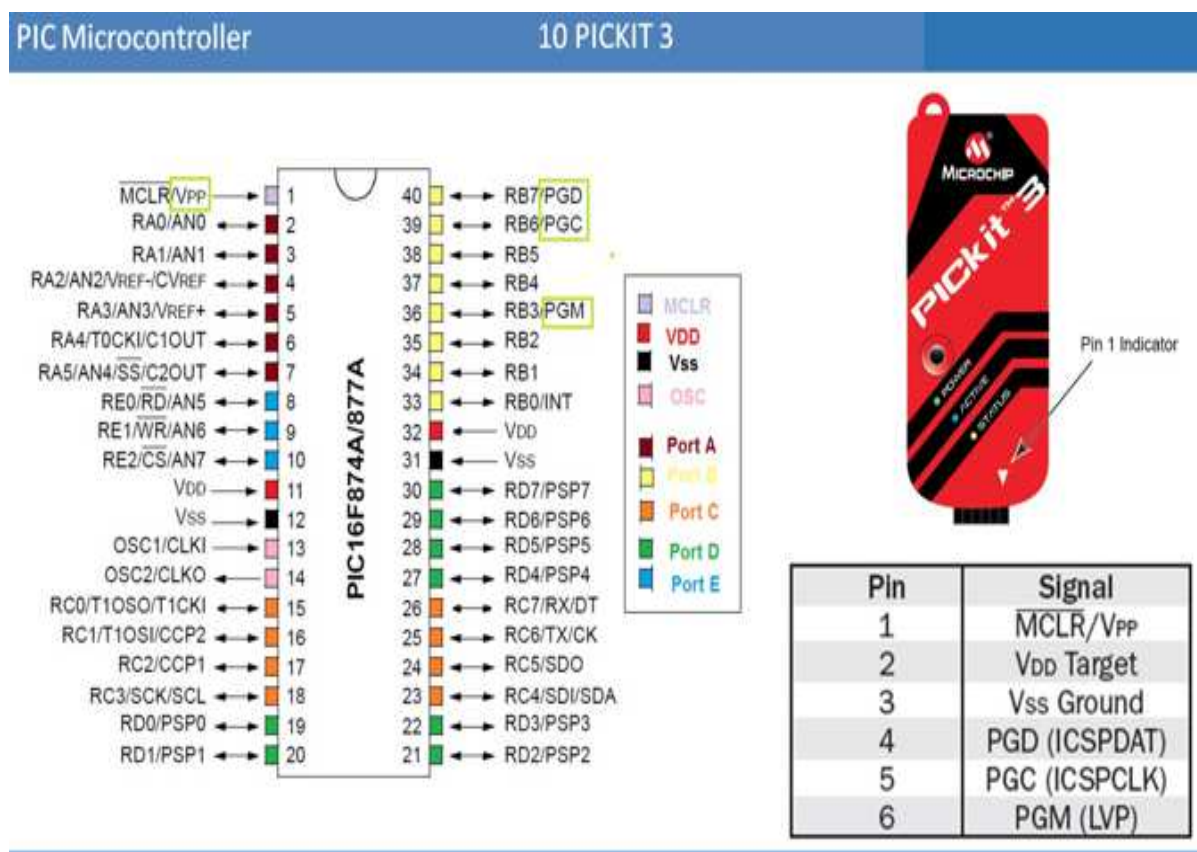 PIC Microcontroller 10 PICKIT 3
MCLR/VPP 1
RA0/AN0 2
RA1/AN1 3
RA2/AN2/VREF-/CVREF 4
RA3/AN3/VREF+ 5
RA4/T0CKI/C1OUT 6
RA5/AN4/SS/C2OUT 7
RE0/RD/AN5 8
RE1/WR/AN6 9
RE2/CS/AN7 10
VDD 11
Vss 12
OSC1/CLKI 13
OSC2/CLKO 14
RC0/T1OSO/T1CKI 15
RC1/T1OSI/CCP2 16
RC2/CCP1 17
RC3/SCK/SCL 18
RD0/PSP0 19
RD1/PSP1 20
PIC16F874A/877A
40 RB7/PGD
39 RB6/PGC
38 RB5
37 RB4
36 RB3/PGM
35 RB2
34 RB1
33 RB0/INT
32 VDD
31 Vss
30 RD7/PSP7
29 RD6/PSP6
28 RD5/PSP5
27 RD4/PSP4
26 RC7/RX/DT
25 RC6/TX/CK
24 RC5/SDO
23 RC4/SDI/SDA
22 RD3/PSP3
21 RD2/PSP2
MCLR
VDD
Vss
OSC
Port A
Port B
Port C
Port D
Port E
MICROCHIP
PICkit™ 3
POWER
ACTIVE
STATUS
Pin 1 Indicator
Pin Signal
1 MCLR/VPP
2 VDD Target
3 Vss Ground
4 PGD (ICSPDAT)
5 PGC (ICSPCLK)
6 PGM (LVP)